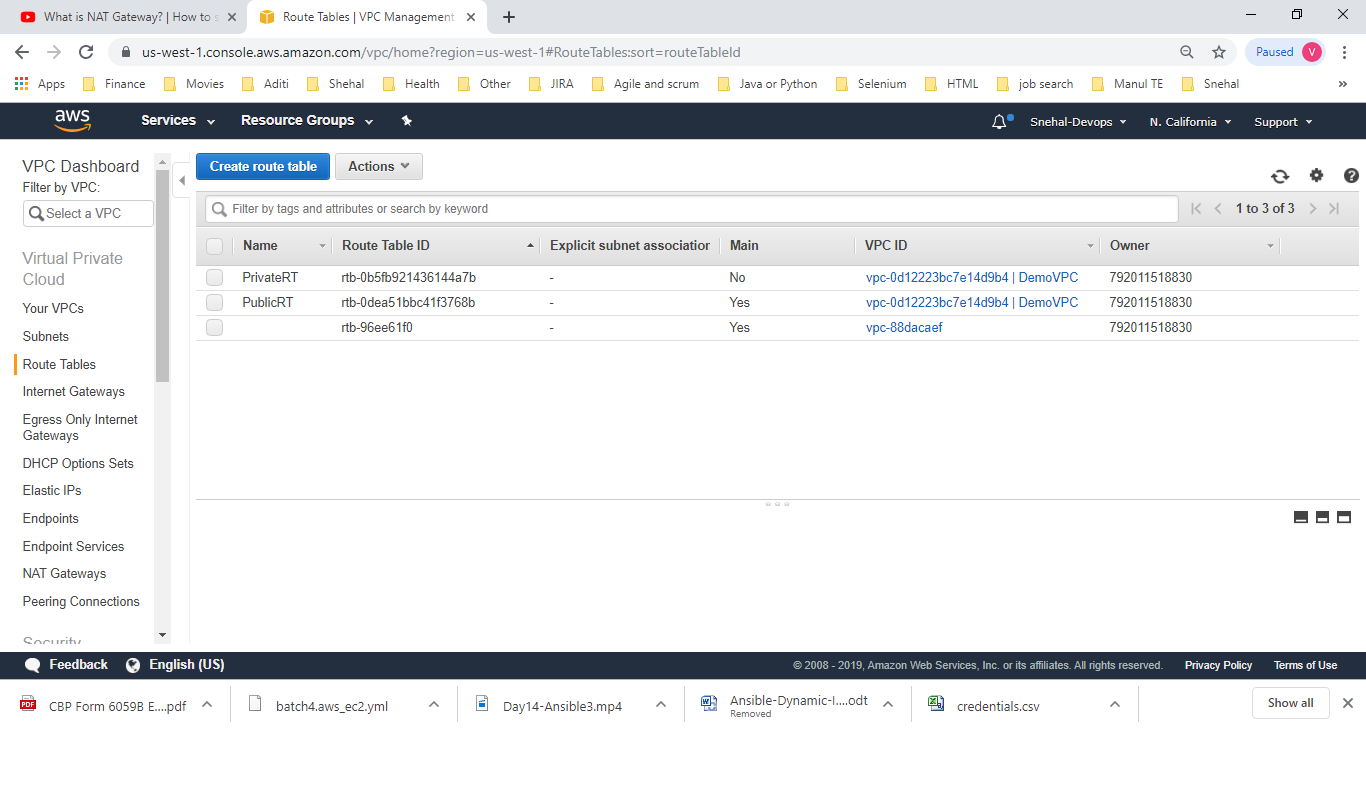 What is NAT Gateway? | How to s
Route Tables | VPC Management
us-west-1.console.aws.amazon.com/vpc/home?region=us-west-1#RouteTables:sort=routeTableId
Paused V
Apps Finance Movies Aditi Shehal Health Other JIRA Agile and scrum Java or Python Selenium HTML job search Manul TE Snehal »
aws Services Resource Groups Snehal-Devops N. California Support
VPC Dashboard
Filter by VPC:
Select a VPC
Virtual Private
Cloud
Your VPCs
Subnets
Route Tables
Internet Gateways
Egress Only Internet
Gateways
DHCP Options Sets
Elastic IPs
Endpoints
Endpoint Services
NAT Gateways
Peering Connections
Security
Create route table Actions
Filter by tags and attributes or search by keyword
1 to 3 of 3
Name Route Table ID Explicit subnet association Main VPC ID Owner
PrivateRT rtb-0b5fb921436144a7b - No vpc-0d12223bc7e14d9b4 | DemoVPC 792011518830
PublicRT rtb-0dea51bbc41f3768b - Yes vpc-0d12223bc7e14d9b4 | DemoVPC 792011518830
rtb-96ee61f0 - Yes vpc-88dacaef 792011518830
Feedback English (US)
© 2008 - 2019, Amazon Web Services, Inc. or its affiliates. All rights reserved. Privacy Policy Terms of Use
CBP Form 6059B E....pdf
batch4.aws_ec2.yml
Day14-Ansible3.mp4
Ansible-Dynamic-I....odt
Removed
credentials.csv
Show all